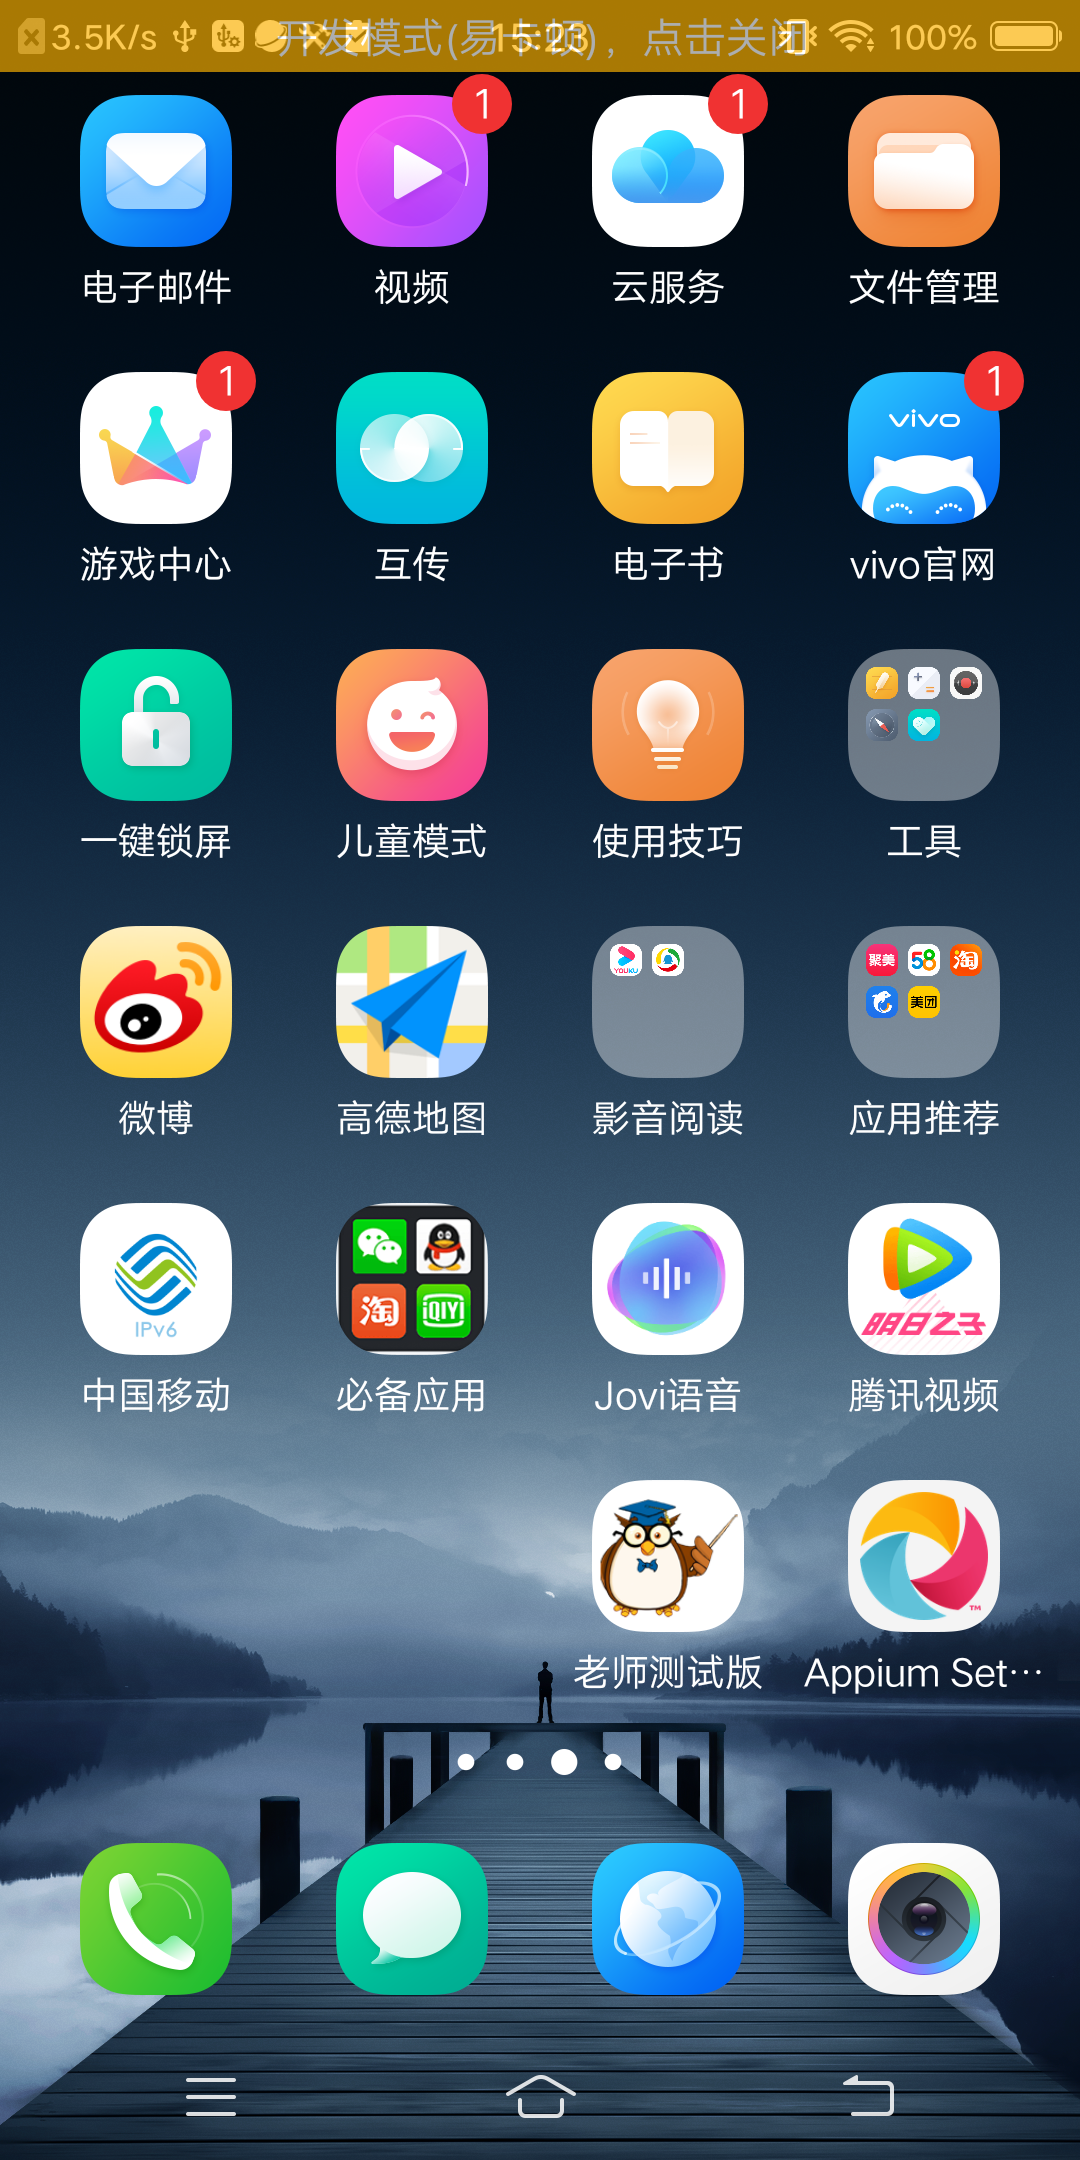 3.5K/s 开发模式(易卡顿)，点击关闭 15:23 100%
1 1
电子邮件 视频 云服务 文件管理
1 vivo 1
游戏中心 互传 电子书 vivo官网
一键锁屏 儿童模式 使用技巧 工具
YOUKU 聚美 58 淘
美团
微博 高德地图 影音阅读 应用推荐
IPv6 淘 iQIYI 明日之子
中国移动 必备应用 Jovi语音 腾讯视频
TM
老师测试版 Appium Set···